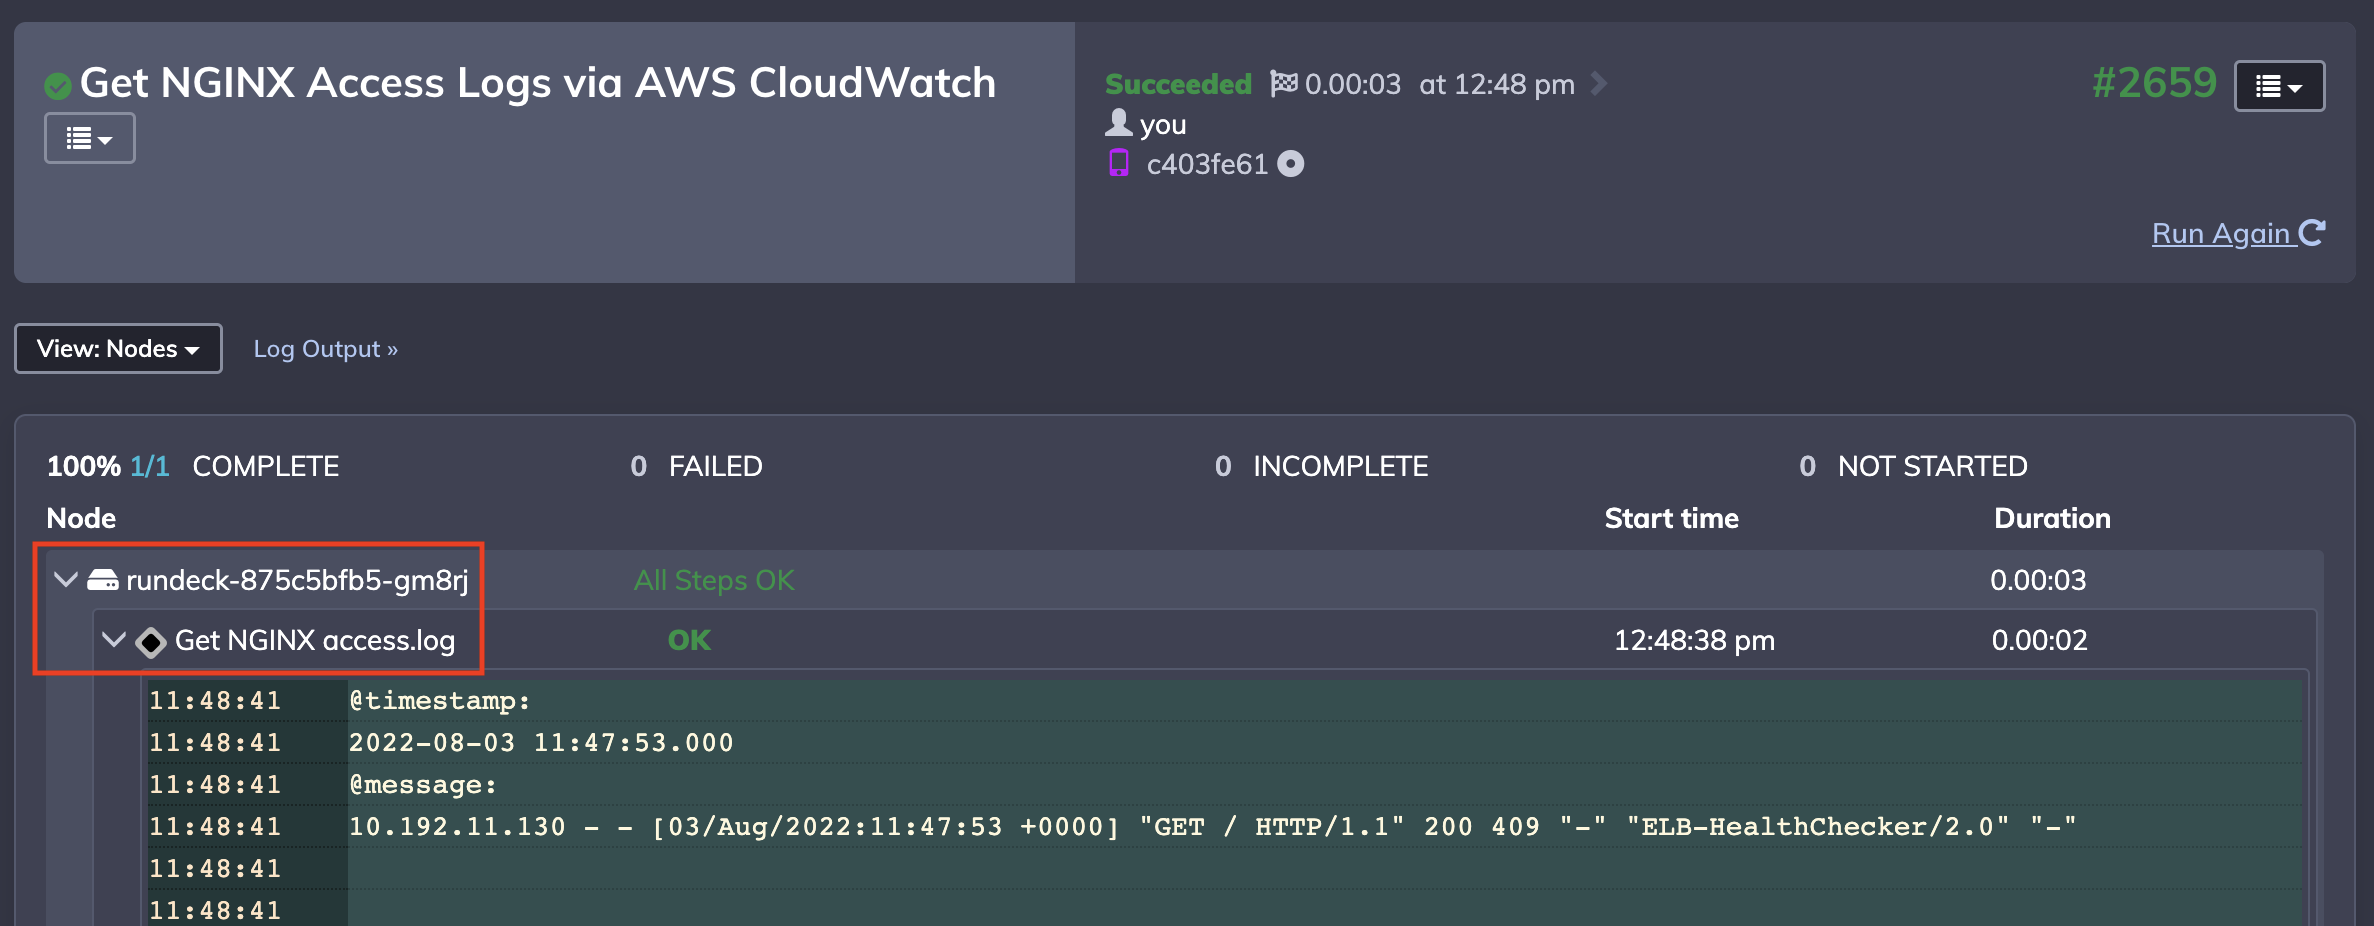 Get NGINX Access Logs via AWS CloudWatch
Succeeded 0.00:03 at 12:48 pm
#2659
you
c403fe61
Run Again
View: Nodes
Log Output »
100% 1/1 COMPLETE 0 FAILED 0 INCOMPLETE 0 NOT STARTED
Node Start time Duration
rundeck-875c5bfb5-gm8rj All Steps OK 0.00:03
Get NGINX access.log OK 12:48:38 pm 0.00:02
11:48:41 @timestamp:
11:48:41 2022-08-03 11:47:53.000
11:48:41 @message:
11:48:41 10.192.11.130 - - [03/Aug/2022:11:47:53 +0000] "GET / HTTP/1.1" 200 409 "-" "ELB-HealthChecker/2.0" "-"
11:48:41
11:48:41